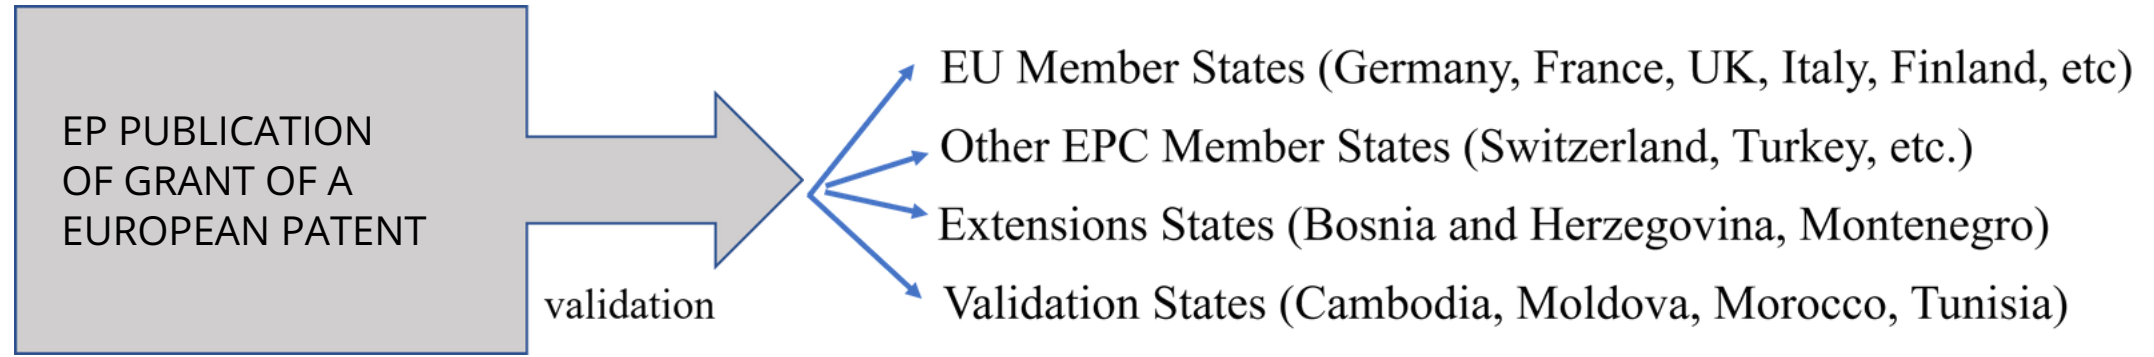 EP PUBLICATION
OF GRANT OF A
EUROPEAN PATENT
validation
EU Member States (Germany, France, UK, Italy, Finland, etc)
Other EPC Member States (Switzerland, Turkey, etc.)
Extensions States (Bosnia and Herzegovina, Montenegro)
Validation States (Cambodia, Moldova, Morocco, Tunisia)